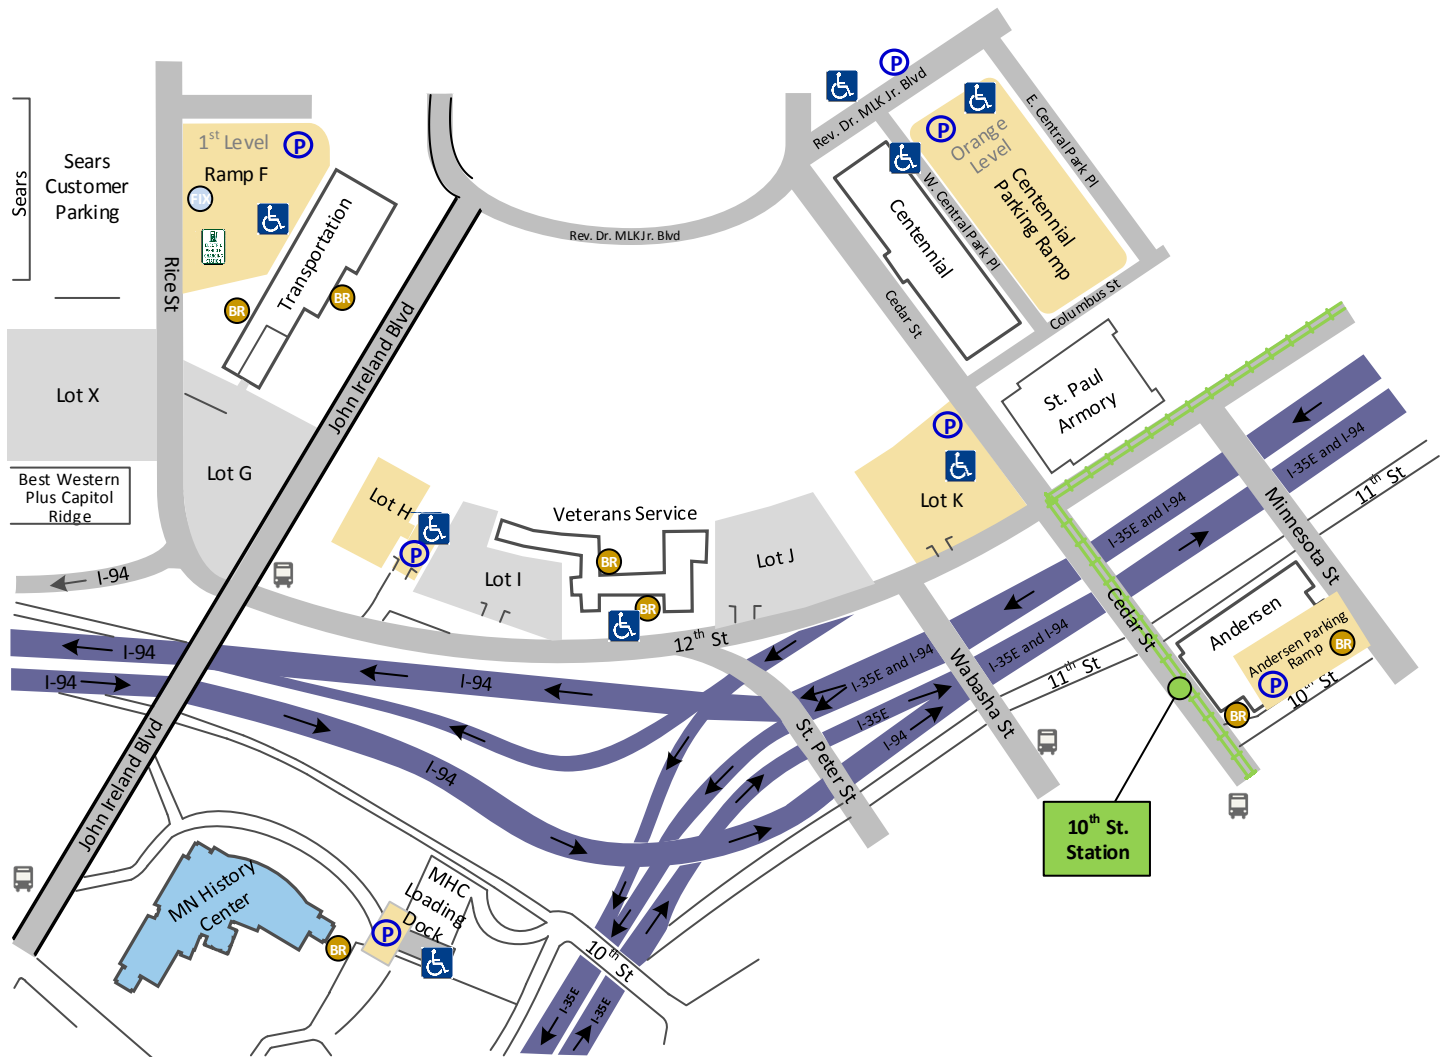 Rev. Dr. MLK Jr. Blvd
P
E. Central Park Pl
Sears
Sears
Customer
Parking
1st Level
P
Ramp F
FIX
ELECTRIC
VEHICLE
CHARGING
STATION
BR
Transportation
BR
Rice St
John Ireland Blvd
Rev. Dr. MLK Jr. Blvd
P
Orange
Level
Centennial
Parking Ramp
W. Central Park Pl
Centennial
Cedar St
Columbus St
St. Paul
Armory
Lot X
Lot G
Best Western
Plus Capitol
Ridge
Lot H
P
Lot I
Veterans Service
BR
BR
Lot J
P
Lot K
I-94
12th St
I-35E and I-94
I-35E and I-94
11th St
Minnesota St
Cedar St
Andersen
Andersen Parking
Ramp
BR
P
BR
10th St
I-94
I-94
I-94
I-94
I-35E and I-94
I-35E and I-94
I-35E
I-94
Wabasha St
11th St
St. Peter St
10th St.
Station
John Ireland Blvd
MN History
Center
BR
MHC
Loading
Dock
P
10th St
I-35E
I-35E